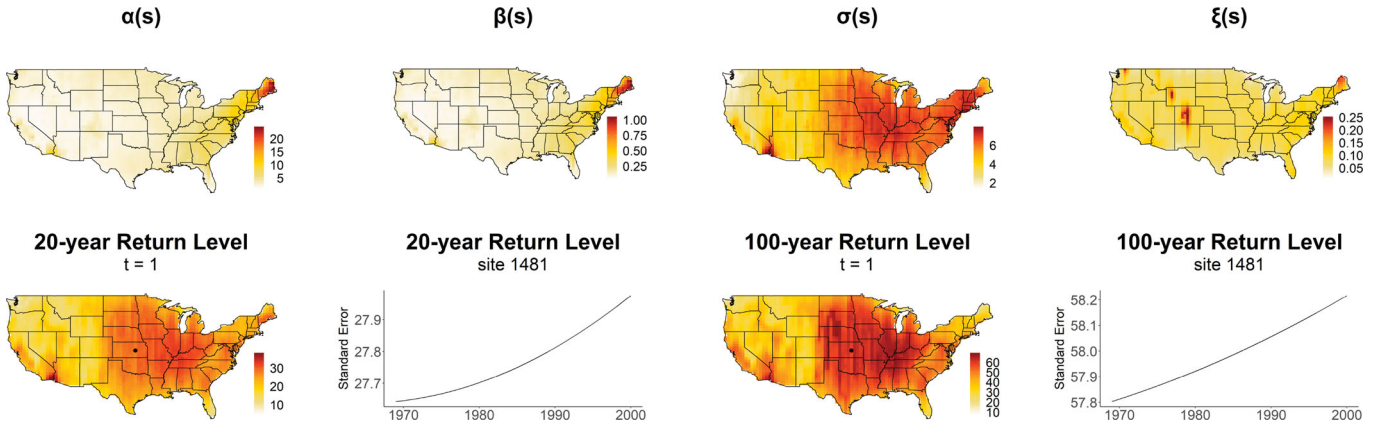 α(s)
β(s)
σ(s)
ξ(s)
20
15
10
5
1.00
0.75
0.50
0.25
6
4
2
0.25
0.20
0.15
0.10
0.05
20-year Return Level
t = 1
20-year Return Level
site 1481
100-year Return Level
t = 1
100-year Return Level
site 1481
30
20
10
Standard Error
27.9
27.8
27.7
1970
1980
1990
2000
60
50
40
30
20
10
Standard Error
58.2
58.1
58.0
57.9
57.8
1970
1980
1990
2000